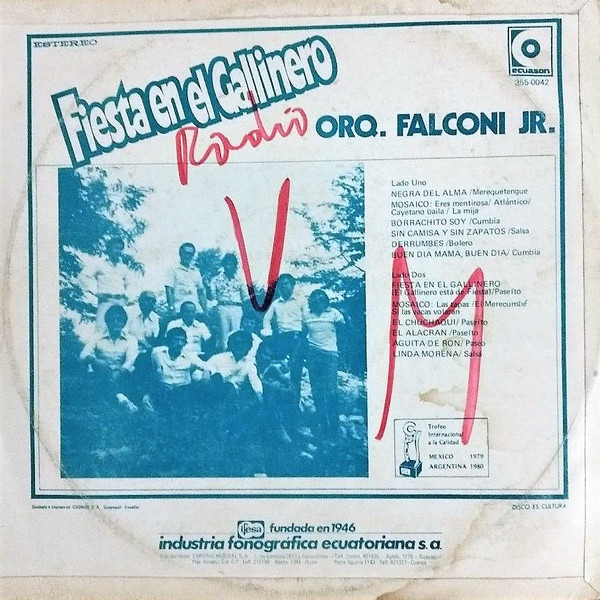 ESTEREO
Fiesta en el Gallinero
ecuason
355-0042
Radio
ORQ. FALCONI JR.
V M
Lado Uno
NEGRA DEL ALMA /Merequetengue
MOSAICO: Eres mentirosa/ Atlántico/
Cayetano baila / La mija
BORRACHITO SOY /Cumbia
SIN CAMISA Y SIN ZAPATOS /Salsa
DERRUMBES/Bolero
BUEN DIA MAMA, BUEN DIA/ Cumbia
Lado Dos
FIESTA EN EL GALLINERO
(El Gallinero está de Fiesta)/Paseito
MOSAICO: Las tapas /El Merecumbé
Si las vacas volaran
EL CHUCHAQUI/ Paseito
EL ALACRAN /Paseito
AGUITA DE RON/ Paseo
LINDA MORENA/ Salsa
Trofeo
Internacional
a la Calidad
MEXICO 1979
ARGENTINA 1980
DISCO ES CULTURA
ifesa fundada en 1946
industria fonográfica ecuatoriana s.a.